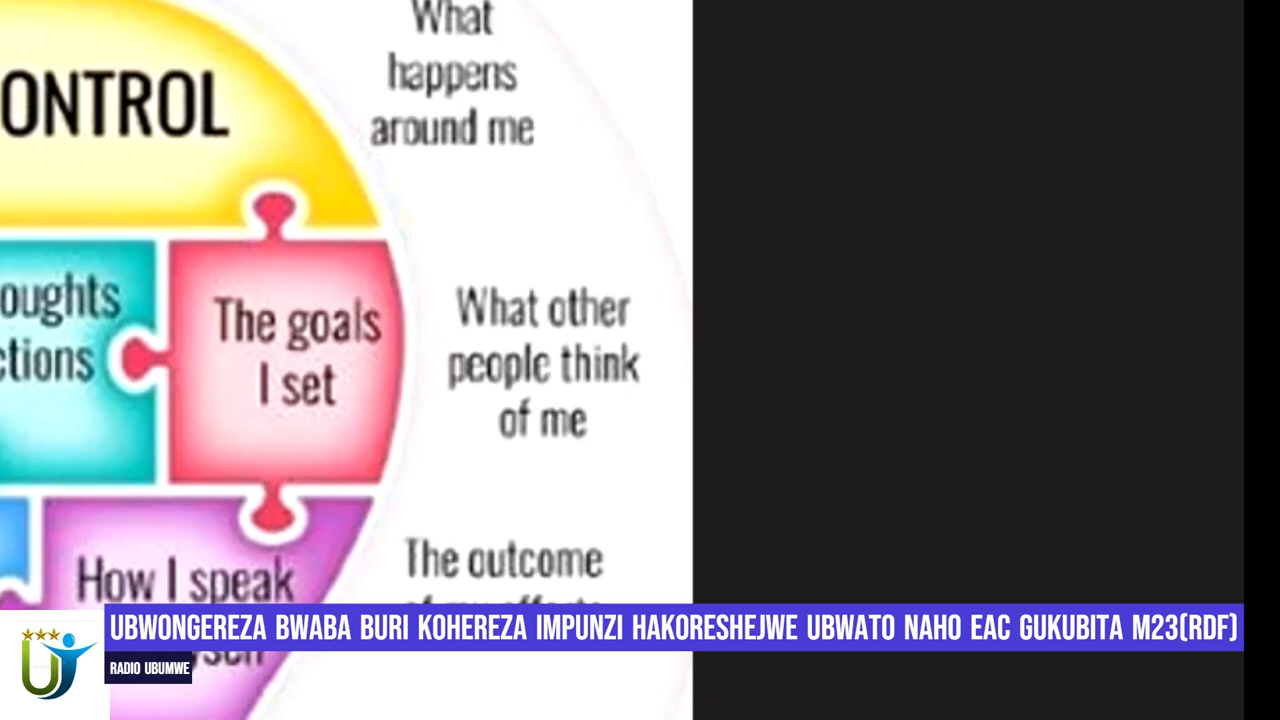 What
happens
around me
ONTROL
oughts
ctions
The goals
I set
What other
people think
of me
How I speak
The outcome
UBWONGEREZA BWABA BURI KOHEREZA IMPUNZI HAKORESHEJWE UBWATO NAHO EAC GUKUBITA M23(RDF)
RADIO UBUMWE